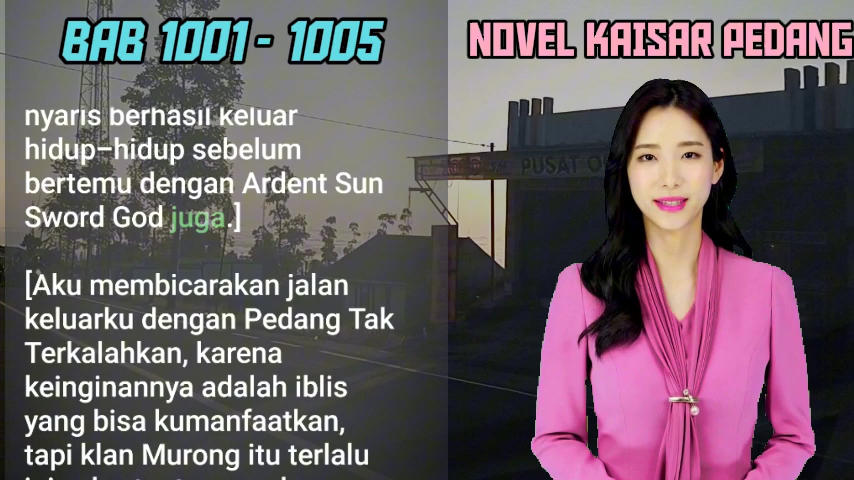 BAB 1001 - 1005
NOVEL KAISAR PEDANG
nyaris berhasil keluar
hidup–hidup sebelum
bertemu dengan Ardent Sun
Sword God juga.]
[Aku membicarakan jalan
keluarku dengan Pedang Tak
Terkalahkan, karena
keinginannya adalah iblis
yang bisa kumanfaatkan,
tapi klan Murong itu terlalu
PUSAT